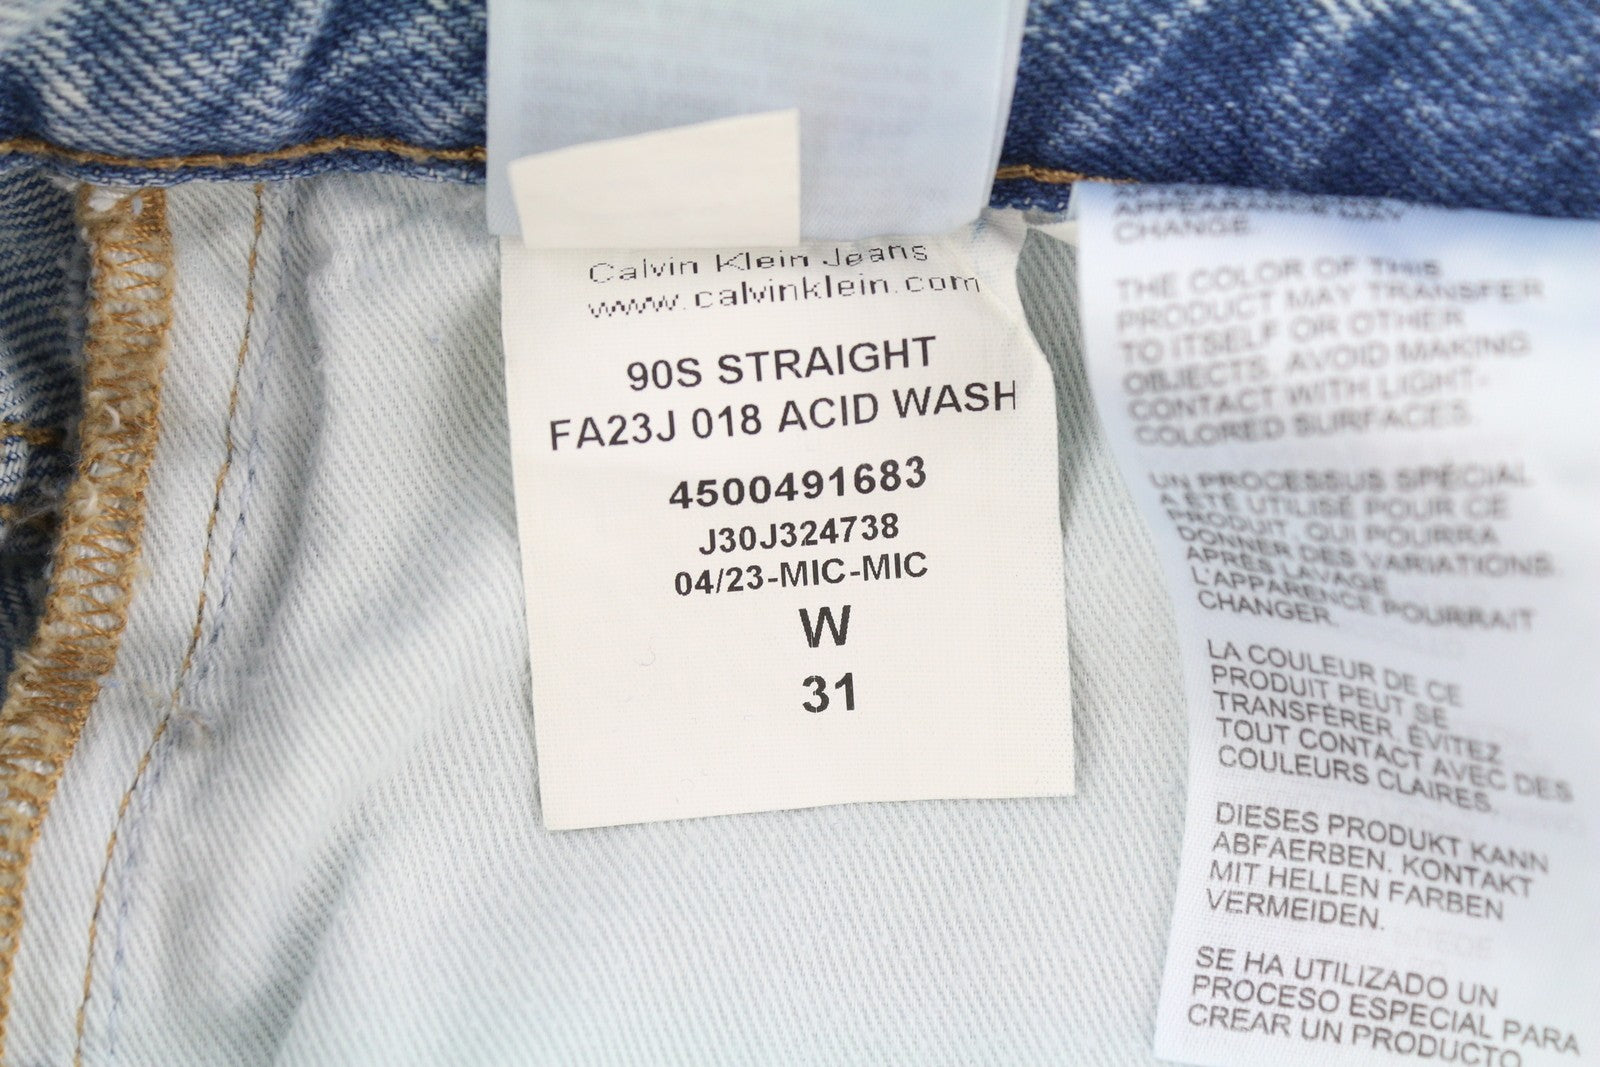 Calvin Klein Jeans
www.calvinklein.com
90S STRAIGHT
FA23J 018 ACID WASH
4500491683
J30J324738
04/23-MIC-MIC
W
31
APPEARANCE MAY
CHANGE.
THE COLOR OF THIS
PRODUCT MAY TRANSFER
TO ITSELF OR OTHER
OBJECTS. AVOID MAKING
CONTACT WITH LIGHT-
COLORED SURFACES.
UN PROCESSUS SPÉCIAL
A ÉTÉ UTILISÉ POUR CE
PRODUIT, QUI POURRA
DONNER DES VARIATIONS.
APRÈS LAVAGE
L'APPARENCE POURRAIT
CHANGER.
LA COULEUR DE CE
PRODUIT PEUT SE
TRANSFÉRER. ÉVITEZ
TOUT CONTACT AVEC DES
COULEURS CLAIRES.
DIESES PRODUKT KANN
ABFAERBEN. KONTAKT
MIT HELLEN FARBEN
VERMEIDEN.
SE HA UTILIZADO UN
PROCESO ESPECIAL PARA
CREAR UN PRODUCTO